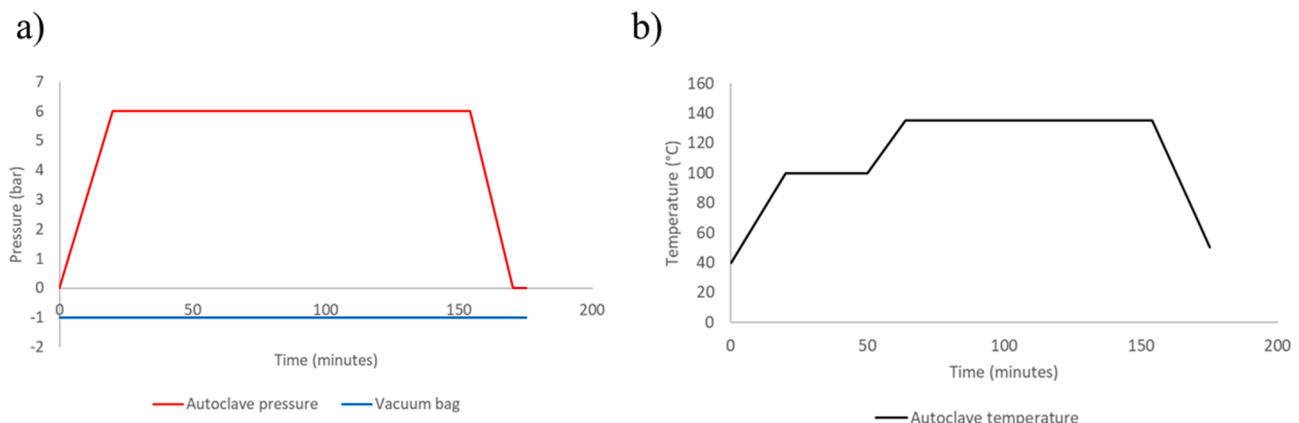 a)
7
6
5
4
3
2
1
0
-1
-2
Pressure (bar)
0 50 100 150 200
Time (minutes)
Autoclave pressure Vacuum bag
b)
160
140
120
100
80
60
40
20
0
Temperature (°C)
0 50 100 150 200
Time (minutes)
Autoclave temperature